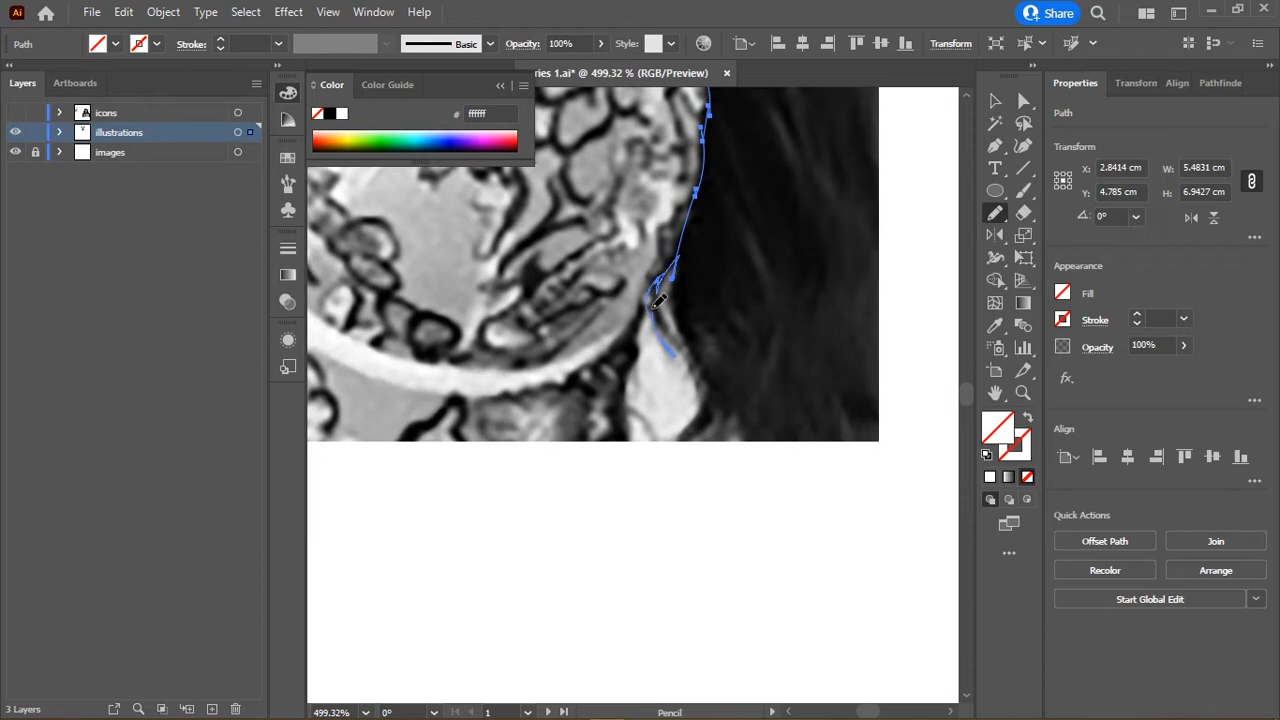 Ai File Edit Object Type Select Effect View Window Help Share
Path Stroke: Basic Opacity: 100% Style: Transform
Layers Artboards
ries 1.ai* @ 499.32 % (RGB/Preview)
Color Color Guide
# ffffff
Properties Transform Align Pathfinder
icons
illustrations
images
Path
Transform
X: 2.8414 cm W: 5.4831 cm
Y: 4.785 cm H: 6.9427 cm
0°
Appearance
Fill
Stroke
Opacity 100%
fx.
Align
Quick Actions
Offset Path Join
Recolor Arrange
Start Global Edit
3 Layers
499.32% 0° 1 Pencil